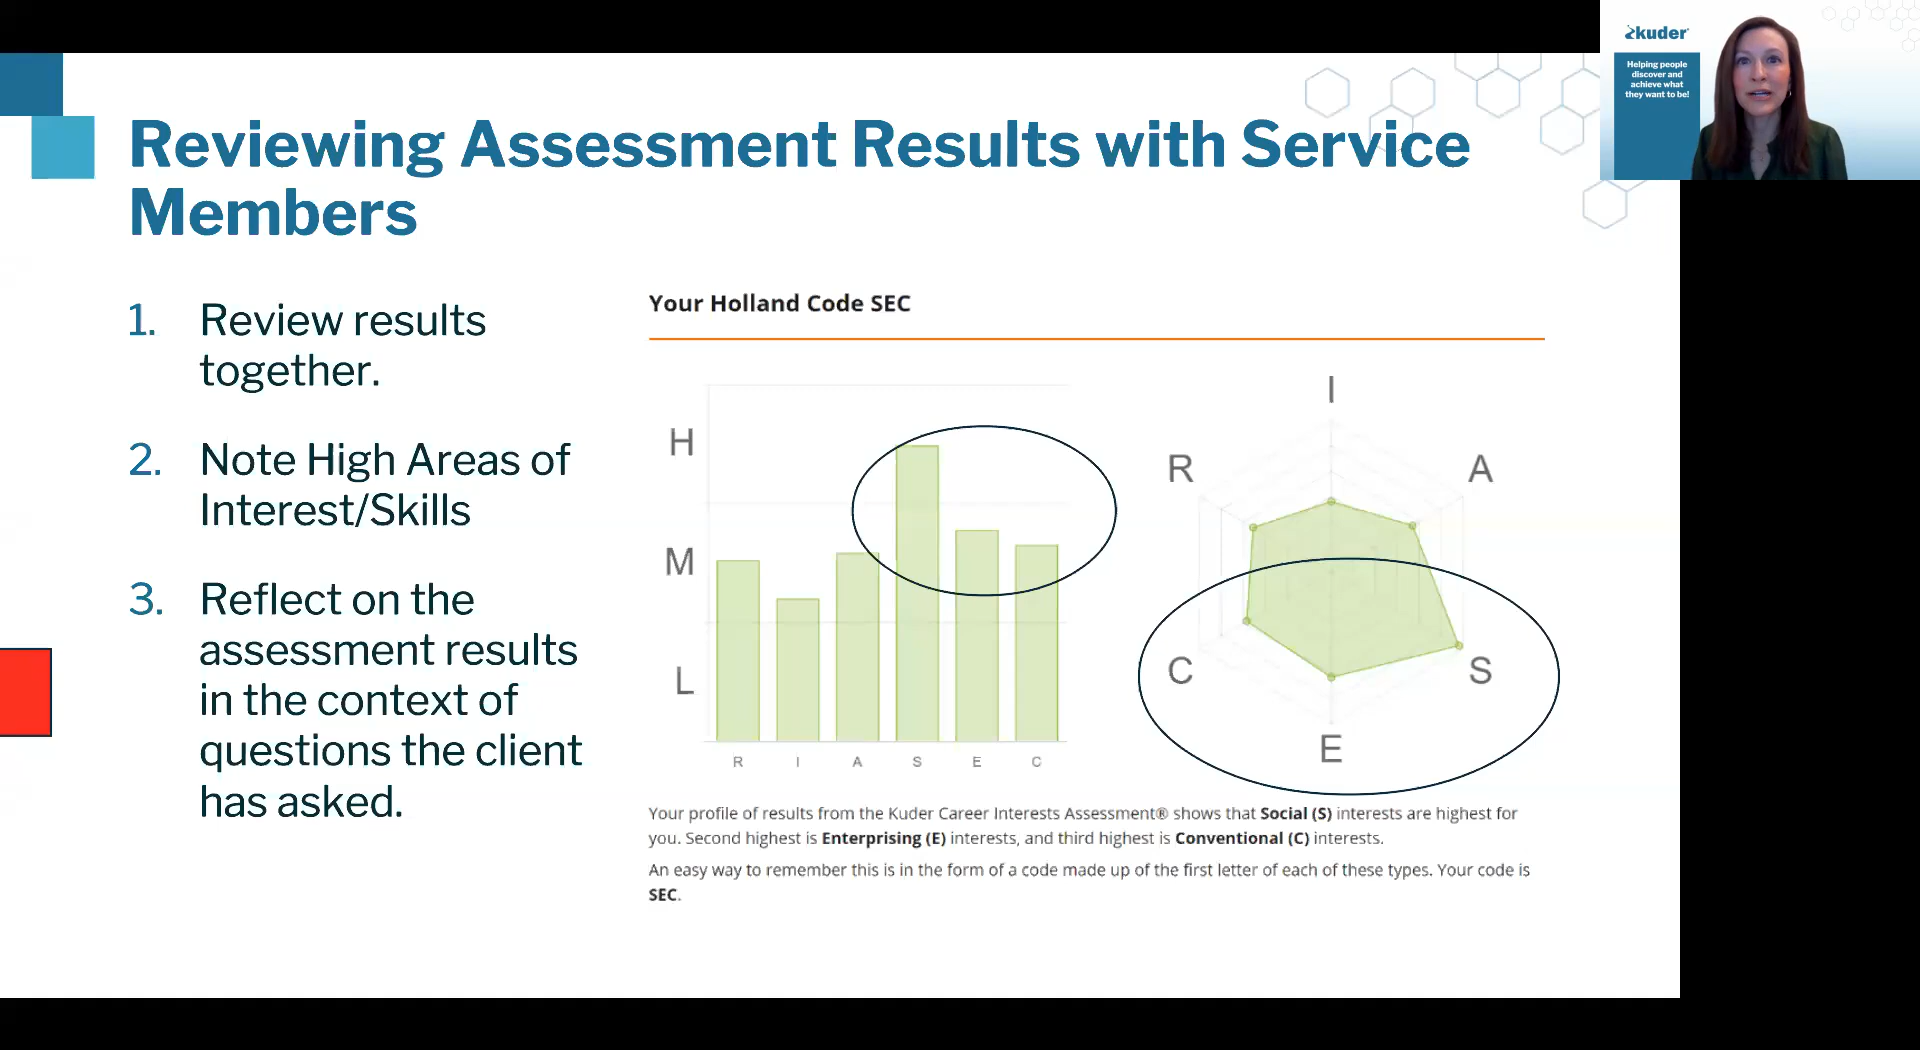 kuder
Helping people
discover and
achieve what
they want to be!
Reviewing Assessment Results with Service
Members
1. Review results
together.
2. Note High Areas of
Interest/Skills
3. Reflect on the
assessment results
in the context of
questions the client
has asked.
Your Holland Code SEC
H
M
L
R I A S E C
I
R A
C S
E
Your profile of results from the Kuder Career Interests Assessment® shows that Social (S) interests are highest for
you. Second highest is Enterprising (E) interests, and third highest is Conventional (C) interests.
An easy way to remember this is in the form of a code made up of the first letter of each of these types. Your code is
SEC.